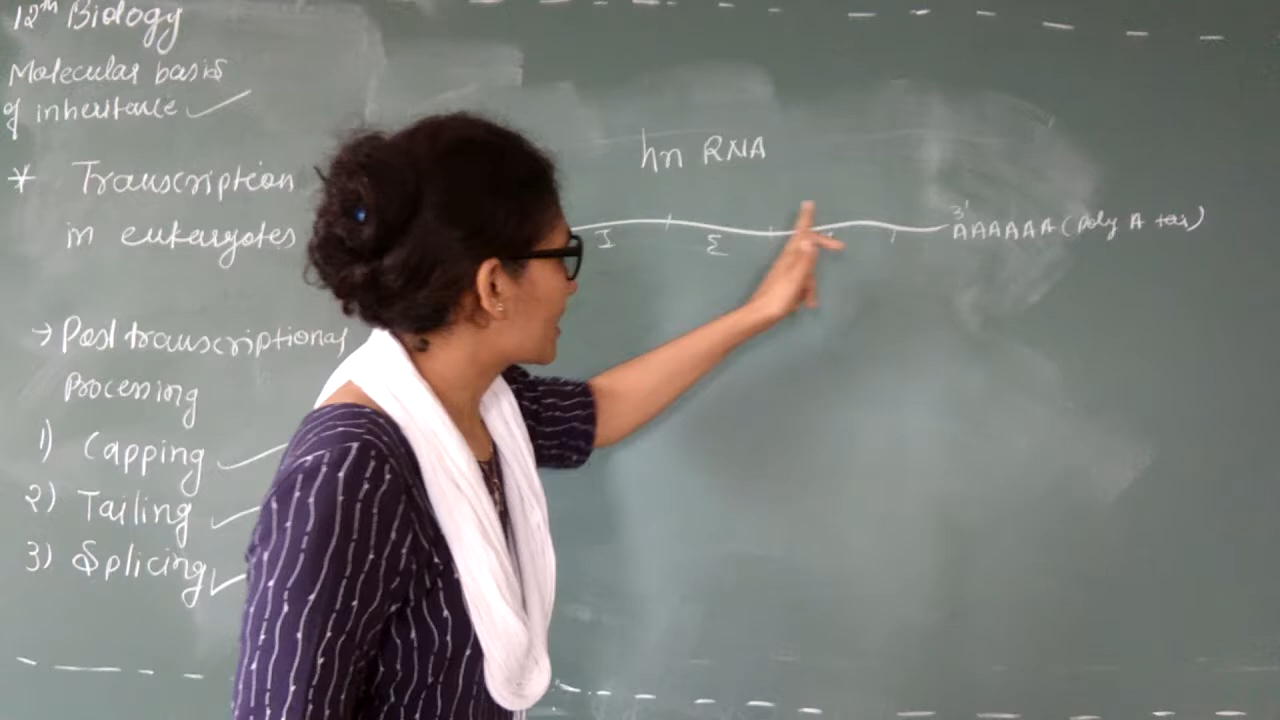 12th Biology
Molecular basis
of inheritance
* Transcription
in eukaryotes
→ Post transcriptional
Processing
1) Capping
2) Tailing
3) Splicing
hn RNA
I
E
3'
AAAAAA (Poly A